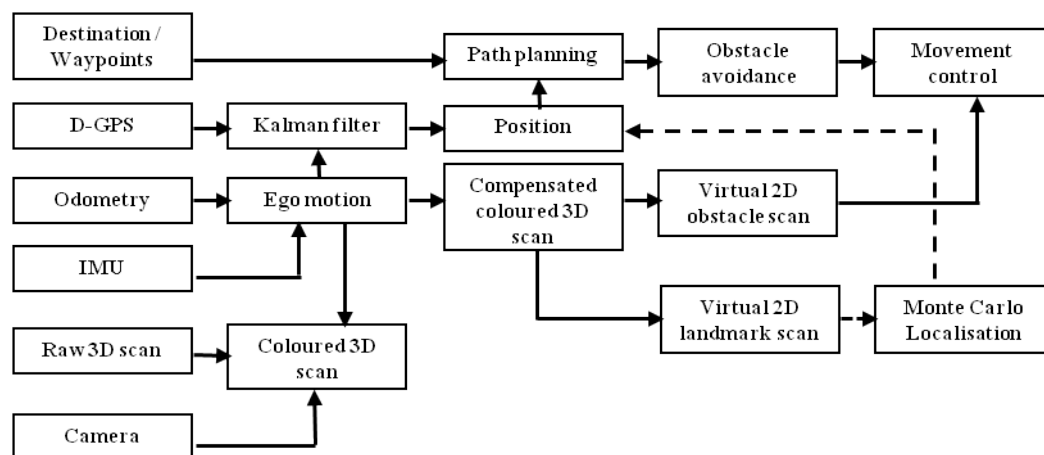 Destination /
Waypoints
Path planning
Obstacle
avoidance
Movement
control
D-GPS
Kalman filter
Position
Odometry
Ego motion
Compensated
coloured 3D
scan
Virtual 2D
obstacle scan
IMU
Virtual 2D
landmark scan
Monte Carlo
Localisation
Raw 3D scan
Coloured 3D
scan
Camera